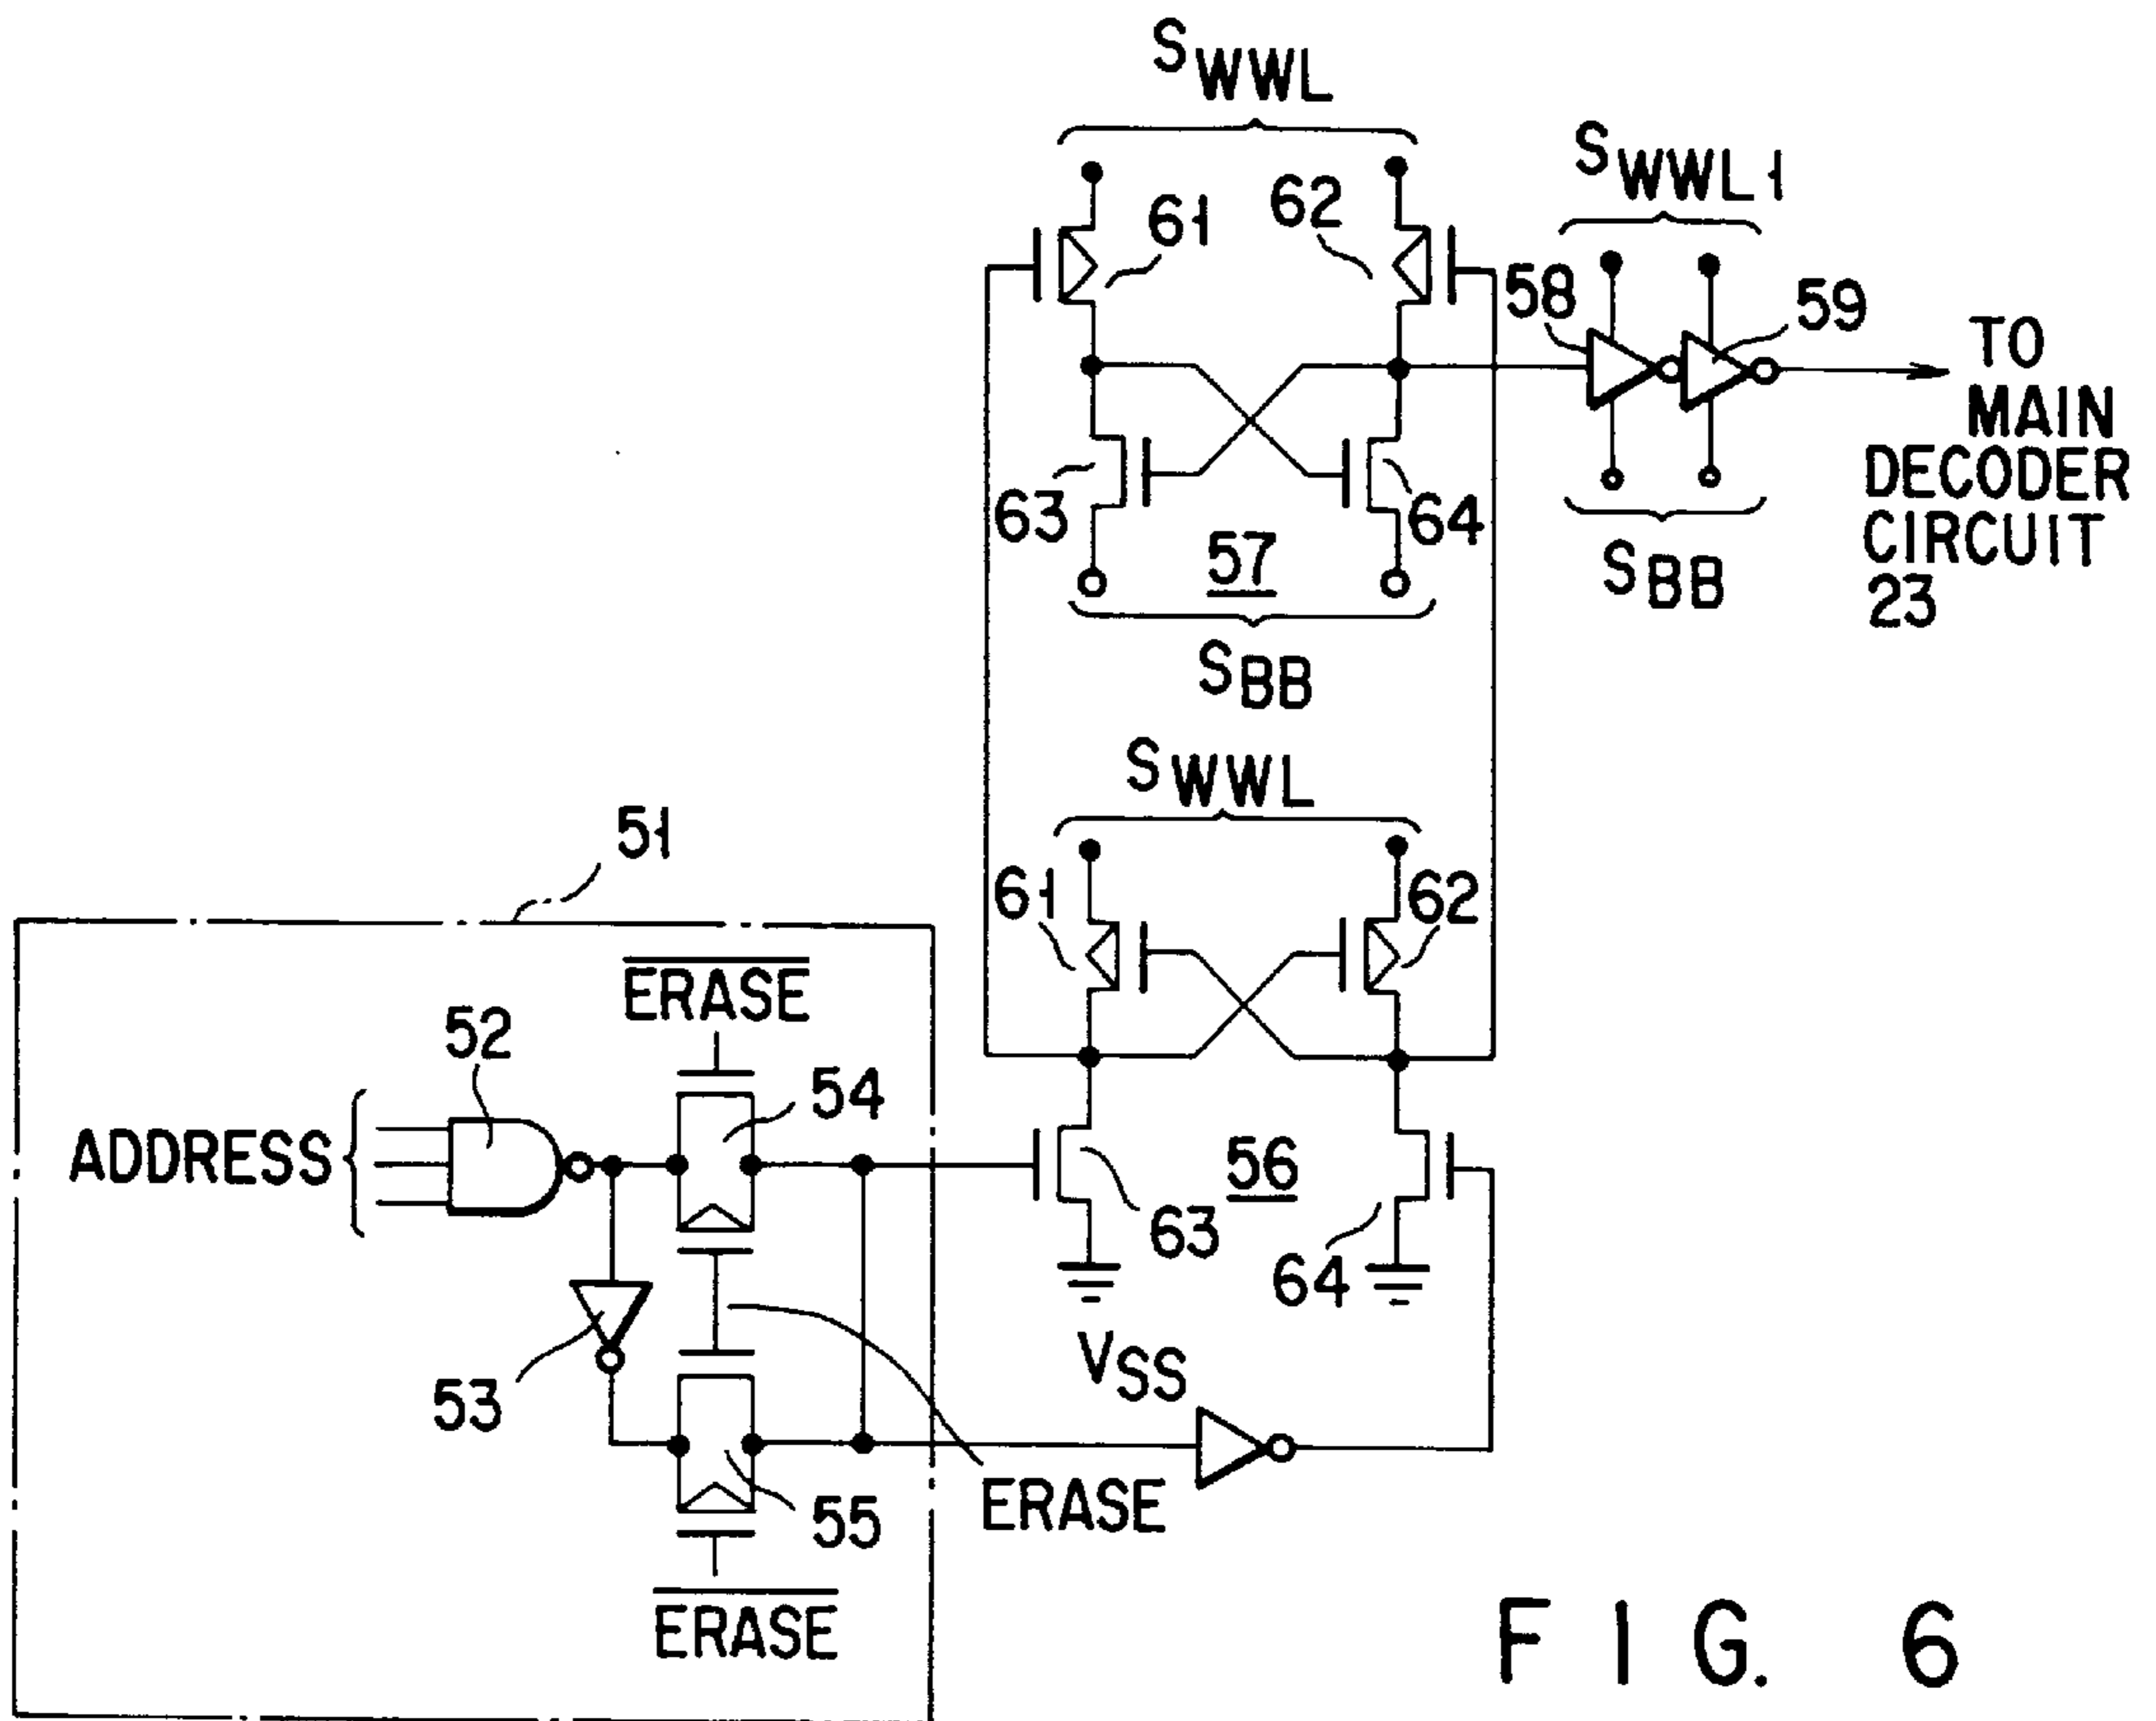 SWWL
SWWL1
61
62
58
59
TO
MAIN
DECODER
CIRCUIT
23
63
57
64
SBB
SBB
SWWL
51
61
62
ERASE
52
54
ADDRESS
56
63
64
VSS
53
ERASE
55
ERASE
FIG. 6